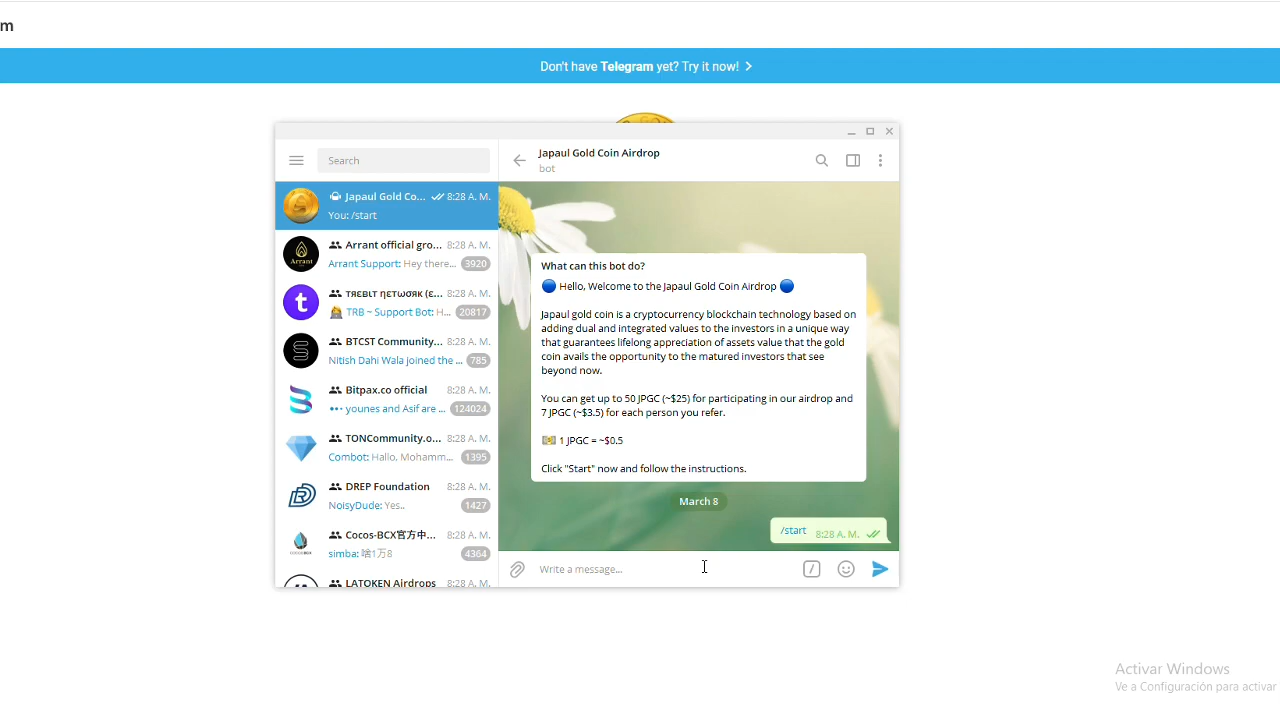 m
Don't have Telegram yet? Try it now!
Search
Japaul Gold Coin Airdrop
bot
Japaul Gold Co... 8:28 A. M.
You: /start
Arrant official gro... 8:28 A. M.
Arrant Support: Hey there... 3920
TRΣBLT ηΣTωσяK (ε... 8:28 A. M.
TRB ~ Support Bot: H... 20817
BTCST Community... 8:28 A. M.
Nitish Dahi Wala joined the ... 785
Bitpax.co official 8:28 A. M.
younes and Asif are ... 124024
TONCommunity.o... 8:28 A. M.
Combot: Hallo, Mohamm... 1395
DREP Foundation 8:28 A. M.
NoisyDude: Yes.. 1427
Cocos-BCX官方中... 8:28 A. M.
simba: 啥1万8 4364
LATOKEN Airdrops 8:28 A. M.
What can this bot do?
🔵 Hello, Welcome to the Japaul Gold Coin Airdrop 🔵
Japaul gold coin is a cryptocurrency blockchain technology based on
adding dual and integrated values to the investors in a unique way
that guarantees lifelong appreciation of assets value that the gold
coin avails the opportunity to the matured investors that see
beyond now.
You can get up to 50 JPGC (~$25) for participating in our airdrop and
7 JPGC (~$3.5) for each person you refer.
💵 1 JPGC = ~$0.5
Click "Start" now and follow the instructions.
March 8
/start 8:28 A. M.
Write a message...
Activar Windows
Ve a Configuración para activar